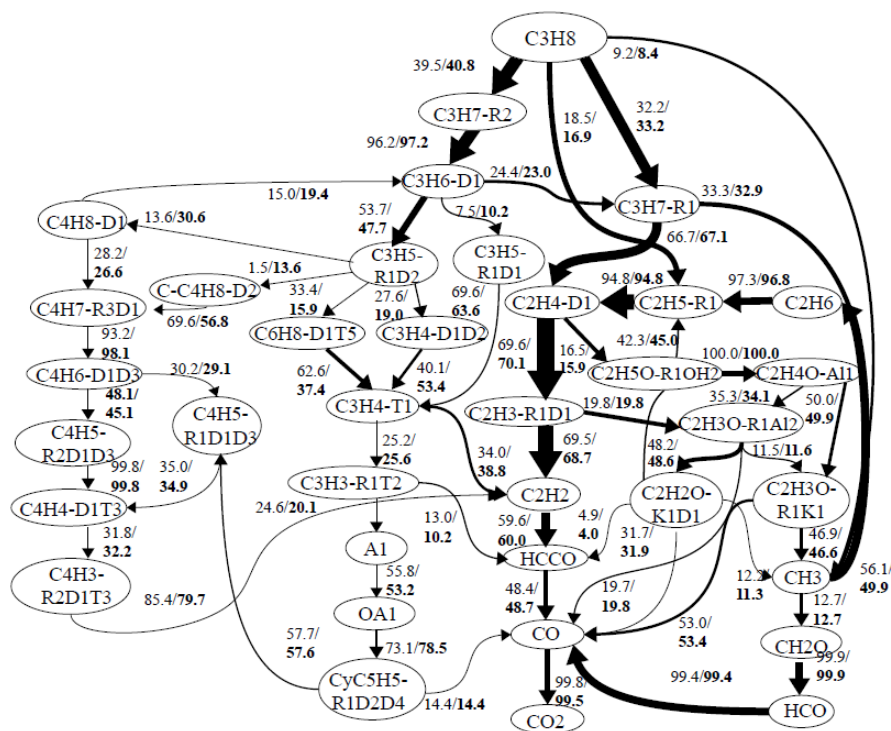 C3H8
39.5/40.8
9.2/8.4
C3H7-R2
18.5/
16.9
32.2/
33.2
96.2/97.2
C3H6-D1
24.4/23.0
33.3/32.9
15.0/19.4
C4H8-D1
13.6/30.6
53.7/
47.7
7.5/10.2
C3H7-R1
66.7/67.1
28.2/
26.6
C3H5-
R1D2
C3H5-
R1D1
1.5/13.6
C-C4H8-D2
33.4/
15.9
27.6/
19.0
69.6/
63.6
94.8/94.8
97.3/96.8
C4H7-R3D1
69.6/56.8
C2H4-D1
C2H5-R1
C2H6
C6H8-D1T5
C3H4-D1D2
93.2/
98.1
69.6/
70.1
16.5/
15.9
42.3/45.0
100.0/100.0
C4H6-D1D3
30.2/29.1
62.6/
37.4
40.1/
53.4
C2H5O-R1OH2
C2H4O-Al1
48.1/
45.1
C3H4-T1
C2H3-R1D1
19.8/19.8
35.3/34.1
50.0/
49.9
C4H5-
R1D1D3
C2H3O-
R1Al2
C4H5-
R2D1D3
25.2/
25.6
34.0/
38.8
69.5/
68.7
48.2/
48.6
11.5/11.6
99.8/
99.8
35.0/
34.9
C3H3-R1T2
C2H2
C2H2O-
K1D1
C2H3O-
R1K1
C4H4-D1T3
24.6/20.1
13.0/
10.2
59.6/
60.0
4.9/
4.0
31.7/
31.9
46.9/
46.6
31.8/
32.2
A1
HCCO
C4H3-
R2D1T3
55.8/
53.2
48.4/
48.7
19.7/
19.8
12.2/
11.3
CH3
56.1/
49.9
85.4/79.7
OA1
12.7/
12.7
57.7/
57.6
73.1/78.5
CO
53.0/
53.4
CH2O
CyC5H5-
R1D2D4
14.4/14.4
99.8/
99.5
99.4/99.4
99.9/
99.9
CO2
HCO